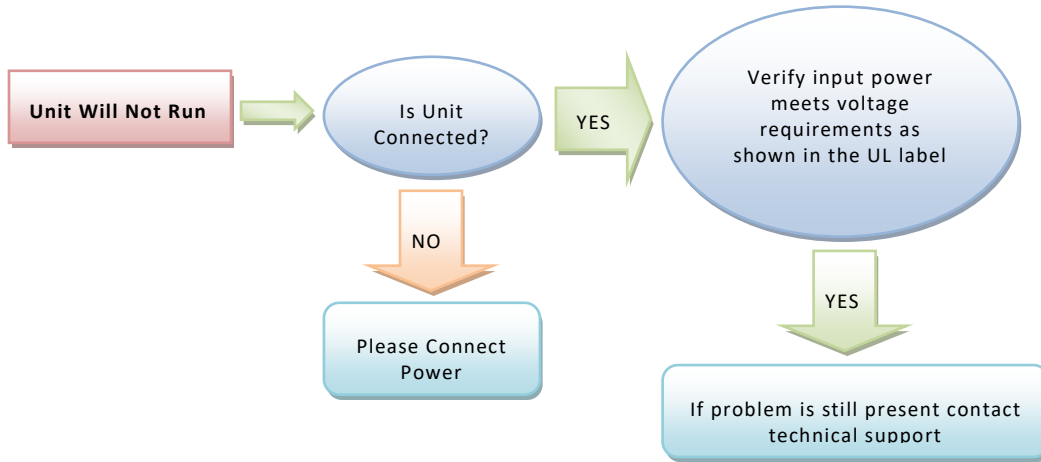 Unit Will Not Run
Is Unit
Connected?
YES
Verify input power
meets voltage
requirements as
shown in the UL label
NO
YES
Please Connect
Power
If problem is still present contact
technical support